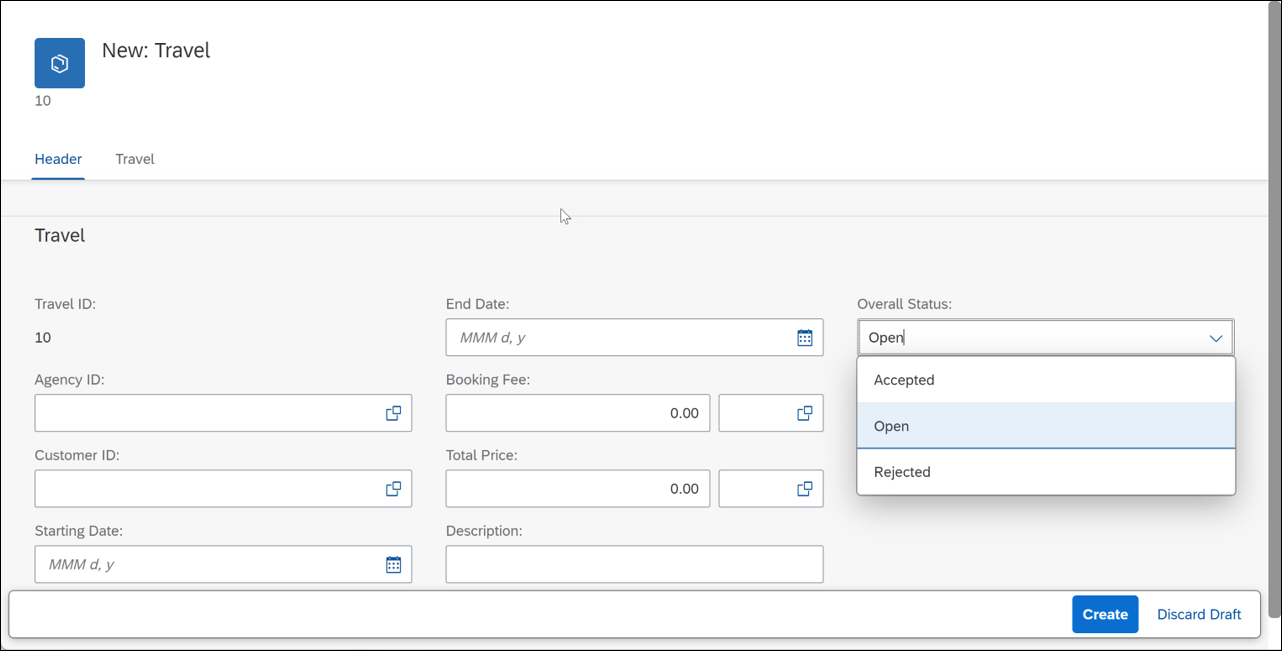 New: Travel
10
Header
Travel
Travel
Travel ID:
10
Agency ID:
Customer ID:
Starting Date:
MMM d, y
End Date:
MMM d, y
Booking Fee:
0.00
Total Price:
0.00
Description:
Overall Status:
Open
Accepted
Open
Rejected
Create
Discard Draft